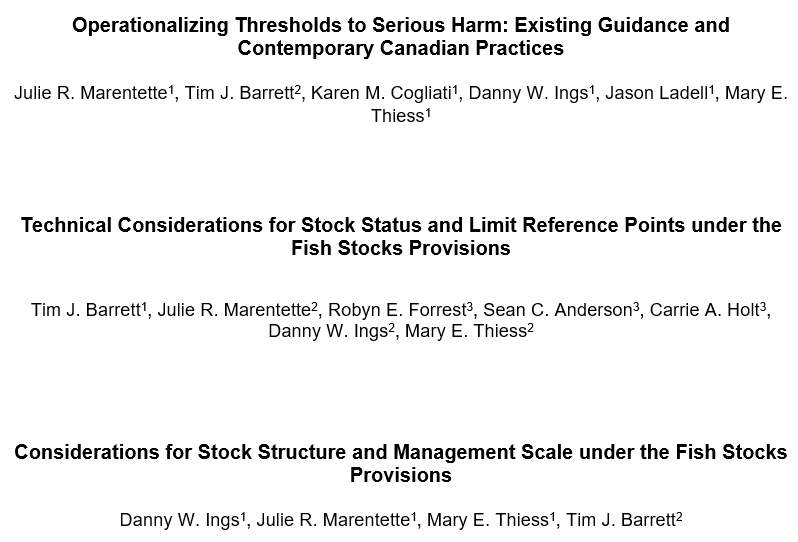 Operationalizing Thresholds to Serious Harm: Existing Guidance and
Contemporary Canadian Practices
Julie R. Marentette¹, Tim J. Barrett², Karen M. Cogliati¹, Danny W. Ings¹, Jason Ladell¹, Mary E.
Thiess¹
Technical Considerations for Stock Status and Limit Reference Points under the
Fish Stocks Provisions
Tim J. Barrett¹, Julie R. Marentette², Robyn E. Forrest³, Sean C. Anderson³, Carrie A. Holt³,
Danny W. Ings², Mary E. Thiess²
Considerations for Stock Structure and Management Scale under the Fish Stocks
Provisions
Danny W. Ings¹, Julie R. Marentette¹, Mary E. Thiess¹, Tim J. Barrett²